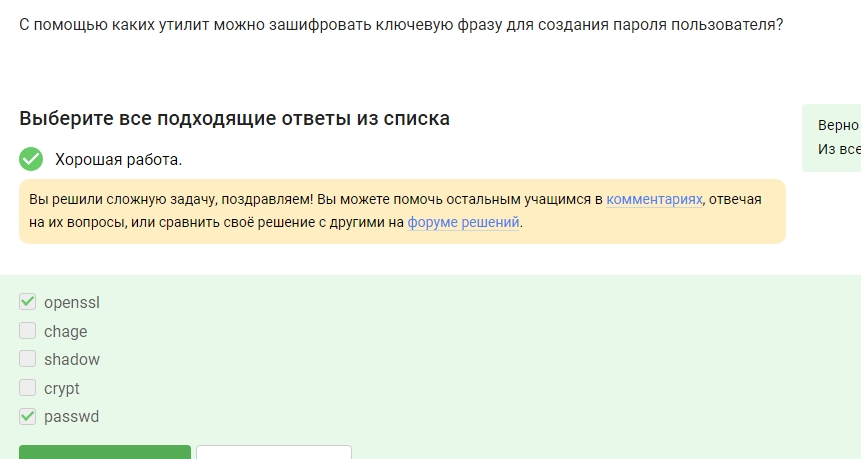 С помощью каких утилит можно зашифровать ключевую фразу для создания пароля пользователя?
Выберите все подходящие ответы из списка
Хорошая работа.
Верно
Из все
Вы решили сложную задачу, поздравляем! Вы можете помочь остальным учащимся в комментариях, отвечая
на их вопросы, или сравнить своё решение с другими на форуме решений.
openssl
chage
shadow
crypt
passwd